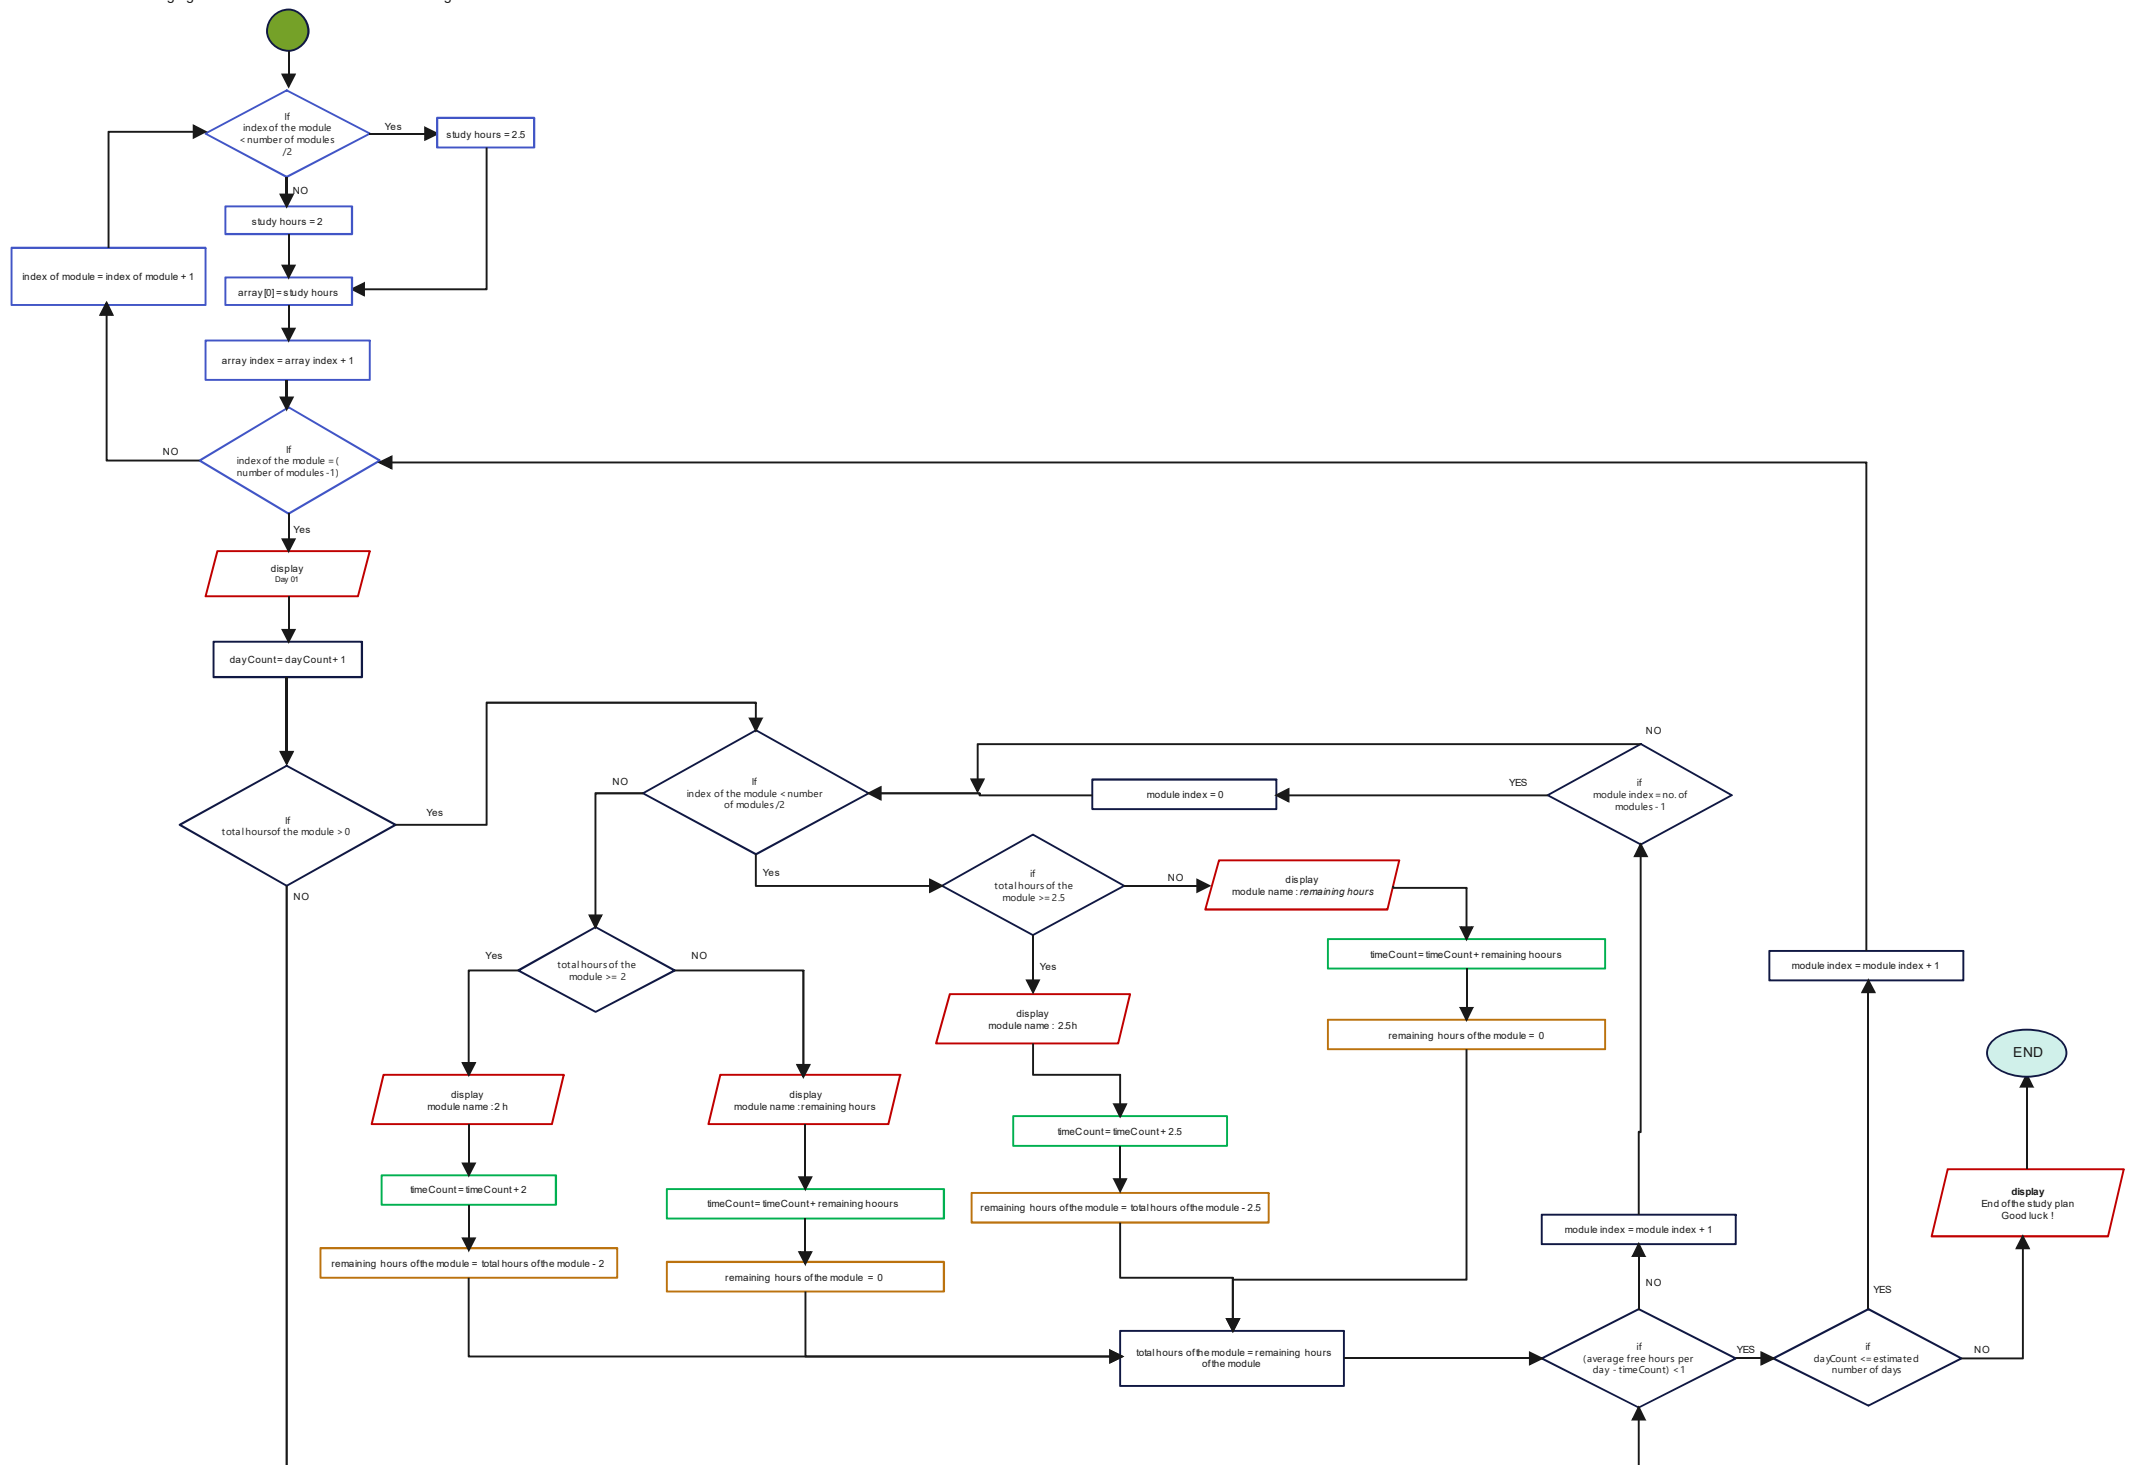 If
index of the module
< number of modules
/2
Yes
study hours = 2.5
NO
study hours = 2
index of module = index of module + 1
array[0] = study hours
array index = array index + 1
If
index of the module = (
number of modules -1)
NO
Yes
display
Day 01
dayCount= dayCount+ 1
If
total hours of the module > 0
Yes
NO
If
index of the module < number
of modules /2
NO
Yes
module index = 0
YES
NO
if
module index = no. of
modules - 1
if
total hours of the
module >= 2.5
NO
Yes
display
module name : remaining hours
timeCount= timeCount+ remaining hoours
remaining hours of the module = 0
total hours of the
module >= 2
Yes
NO
display
module name : 2.5h
timeCount= timeCount+ 2.5
remaining hours of the module = total hours of the module - 2.5
display
module name : 2 h
timeCount= timeCount + 2
remaining hours of the module = total hours of the module - 2
display
module name : remaining hours
timeCount= timeCount+ remaining hoours
remaining hours of the module = 0
total hours of the module = remaining hours
of the module
if
(average free hours per
day - timeCount) < 1
NO
module index = module index + 1
YES
if
dayCount <= estimated
number of days
YES
module index = module index + 1
NO
display
End of the study plan
Good luck !
END